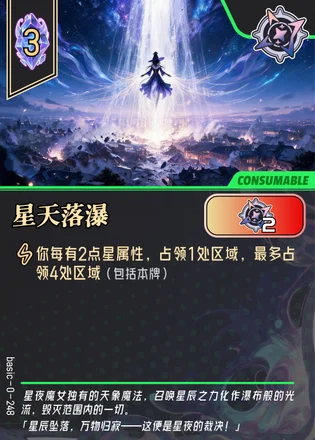 3
CONSUMABLE
星天落瀑
2
你每有2点星属性，占领1处区域，最多占
领4处区域（包括本牌）
basic-0-248
星夜魔女独有的天象魔法，召唤星辰之力化作瀑布般的光
流，毁灭范围内的一切。
「星辰坠落，万物归寂——这便是星夜的裁决！」